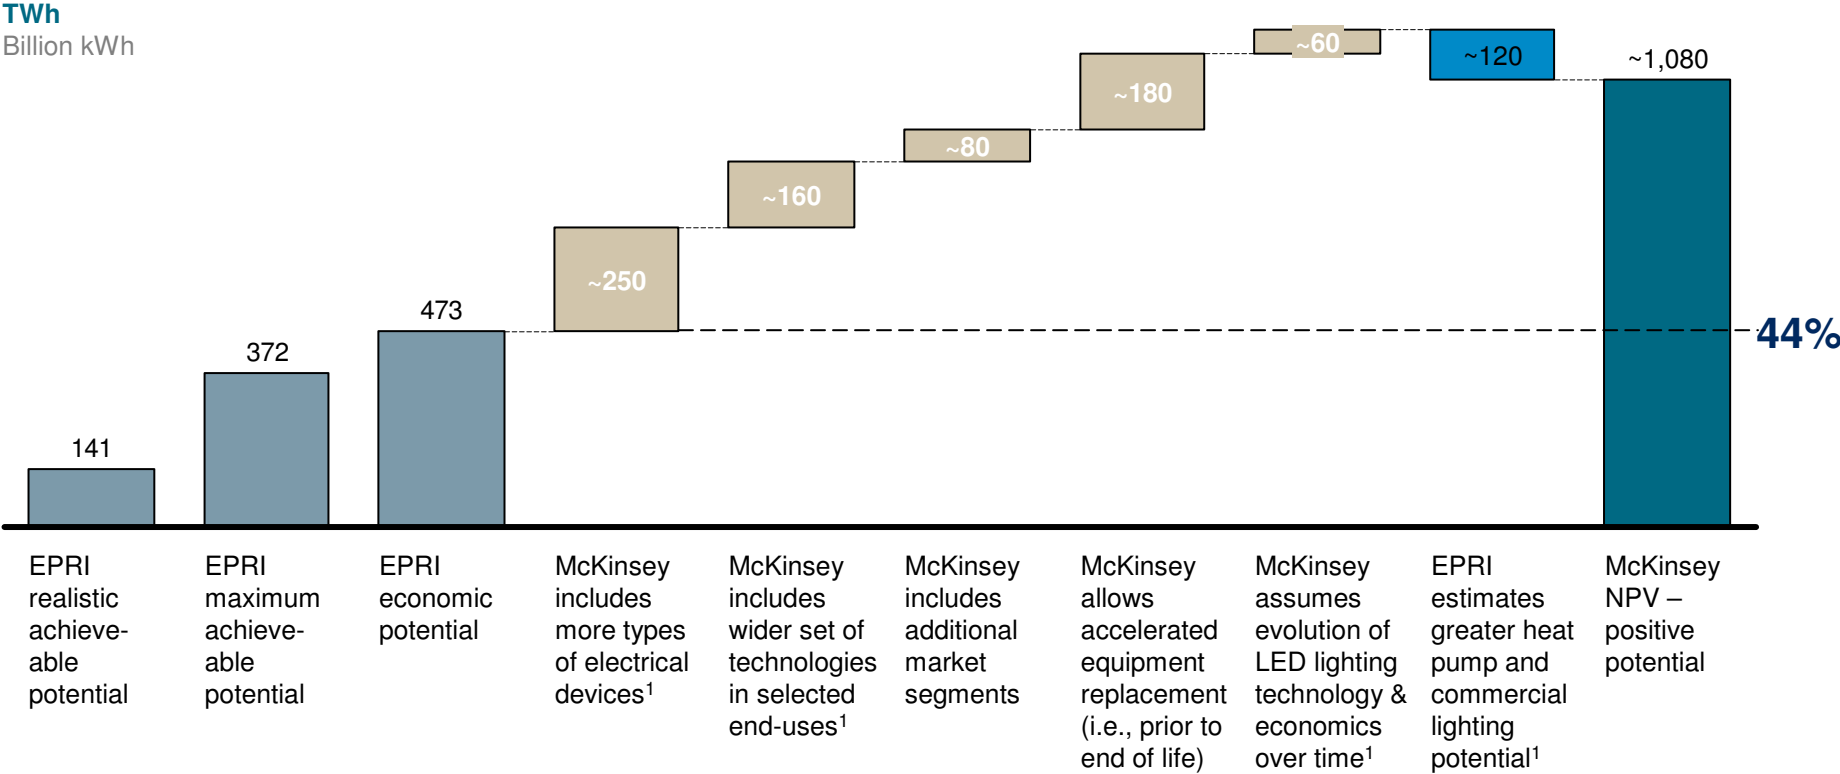 TWh
Billion kWh
141
372
473
~250
~160
~80
~180
~60
~120
~1,080
44%
EPRI
realistic
achieve-
able
potential
EPRI
maximum
achieve-
able
potential
EPRI
economic
potential
McKinsey
includes
more types
of electrical
devices¹
McKinsey
includes
wider set of
technologies
in selected
end-uses¹
McKinsey
includes
additional
market
segments
McKinsey
allows
accelerated
equipment
replacement
(i.e., prior to
end of life)
McKinsey
assumes
evolution of
LED lighting
technology &
economics
over time¹
EPRI
estimates
greater heat
pump and
commercial
lighting
potential¹
McKinsey
NPV –
positive
potential